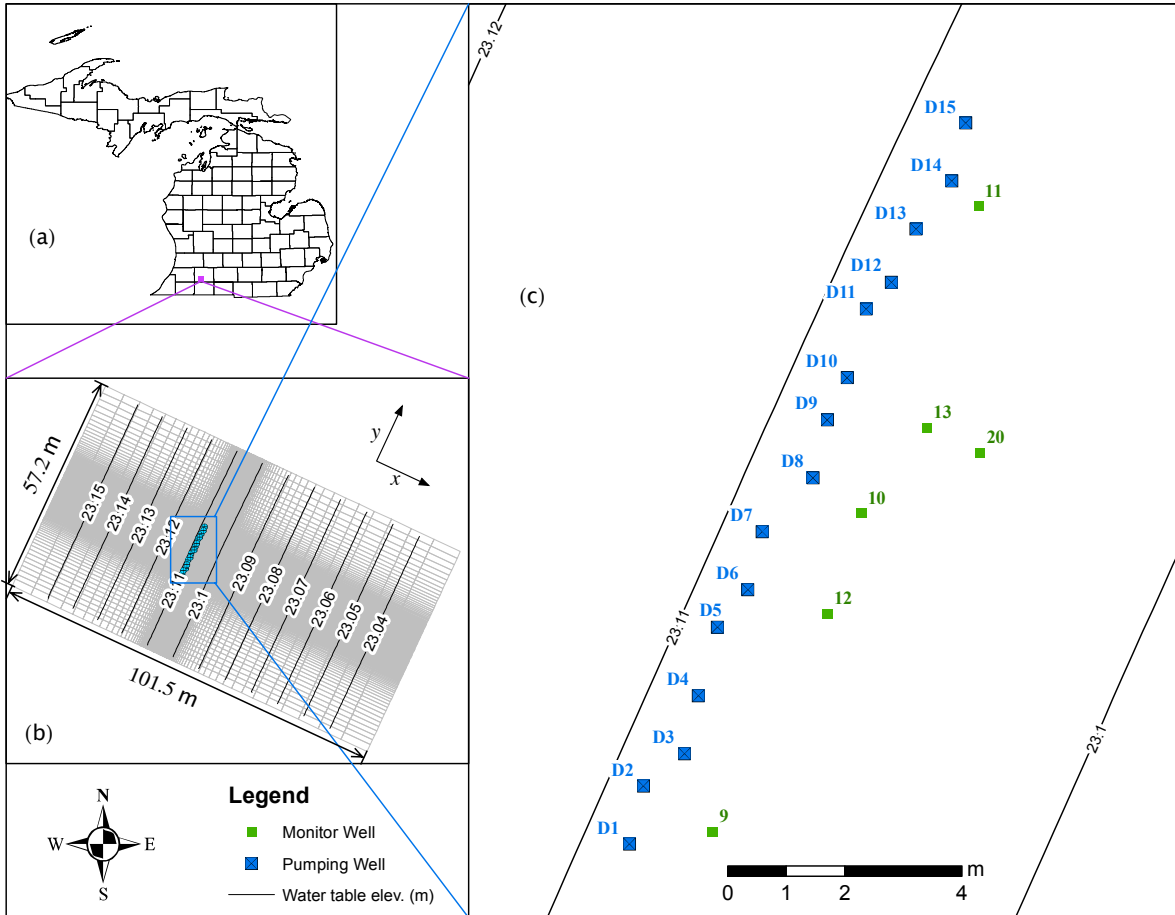 (a)
57.2 m
101.5 m
y
x
23.15
23.14
23.13
23.12
23.11
23.1
23.09
23.08
23.07
23.06
23.05
23.04
(b)
N
W
E
S
Legend
Monitor Well
Pumping Well
Water table elev. (m)
23.12
23.11
23.1
(c)
D15
D14
11
D13
D12
D11
D10
D9
13
20
D8
10
D7
D6
12
D5
D4
D3
D2
9
D1
m
0 1 2 4